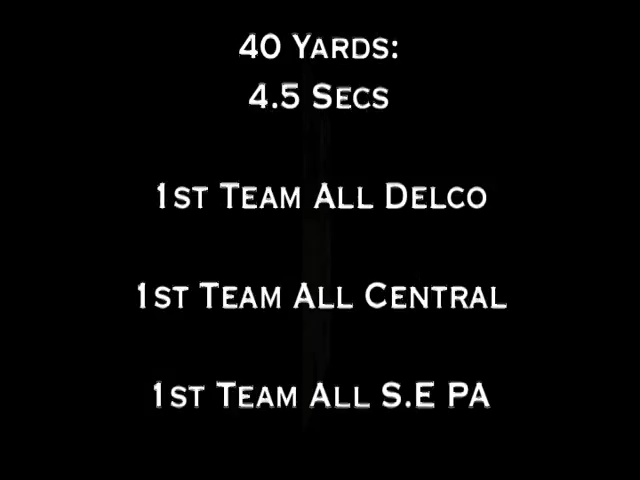 40 Yards:
4.5 Secs
1st Team All Delco
1st Team All Central
1st Team All S.E PA